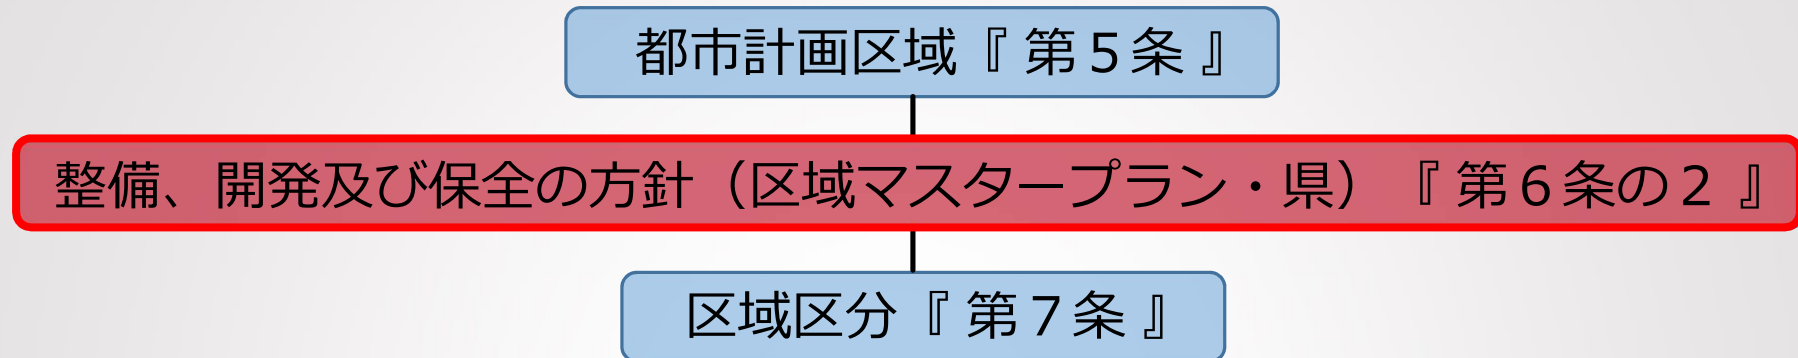 都市計画区域『 第５条 』
整備、開発及び保全の方針（区域マスタープラン・県）『 第６条の２ 』
区域区分『 第７条 』